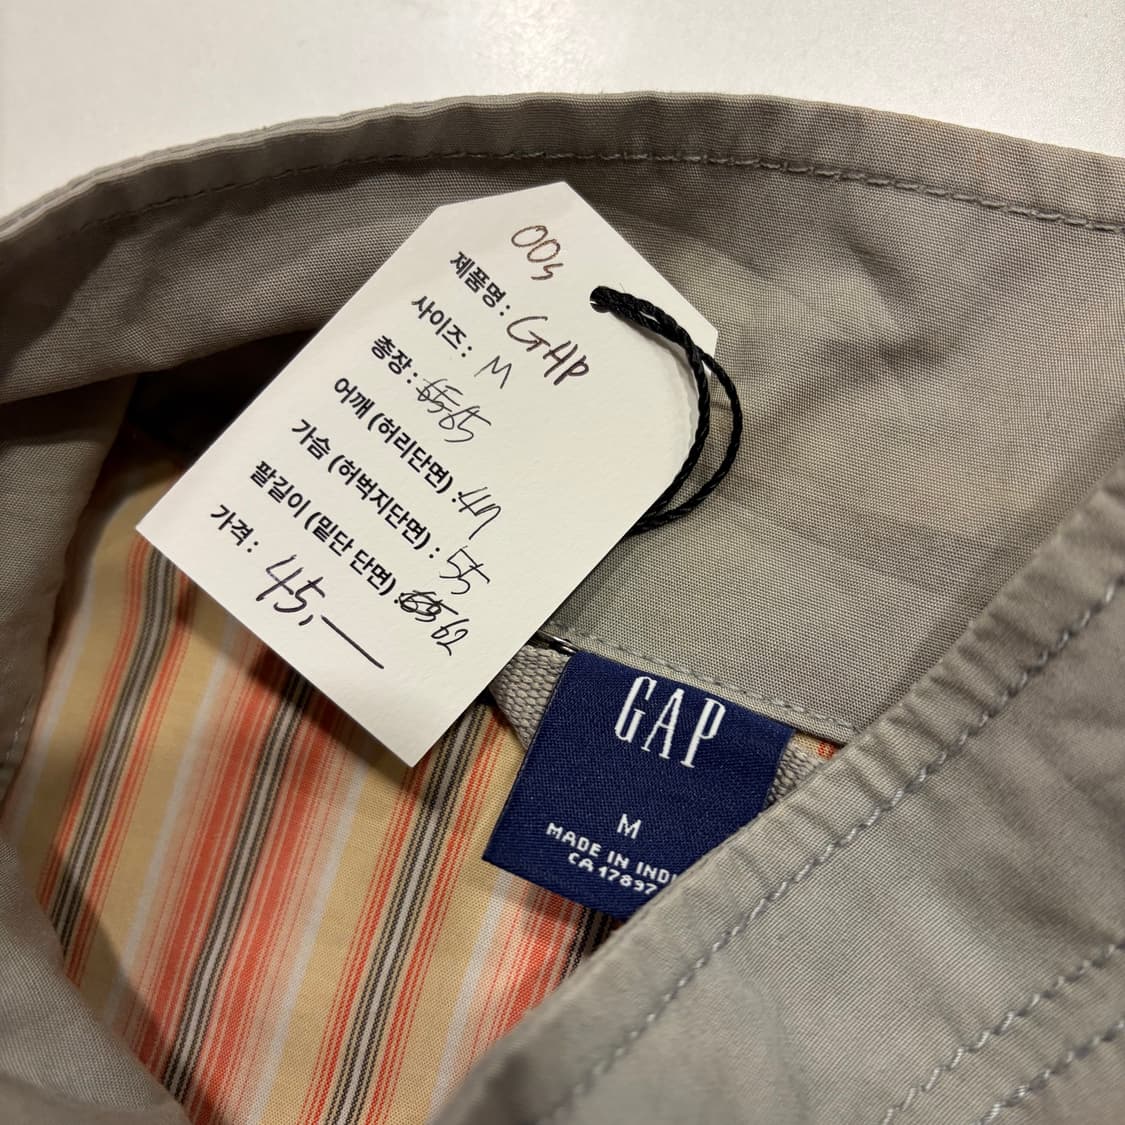 00s
제품명 : GAP
사이즈 : M
총장 : 65
어깨 (허리단면) : 47
가슴 (허벅지단면) : 55
팔길이 (밑단 단면) : 62
가격 : 45,—
GAP
M
MADE IN INDI
CA17897